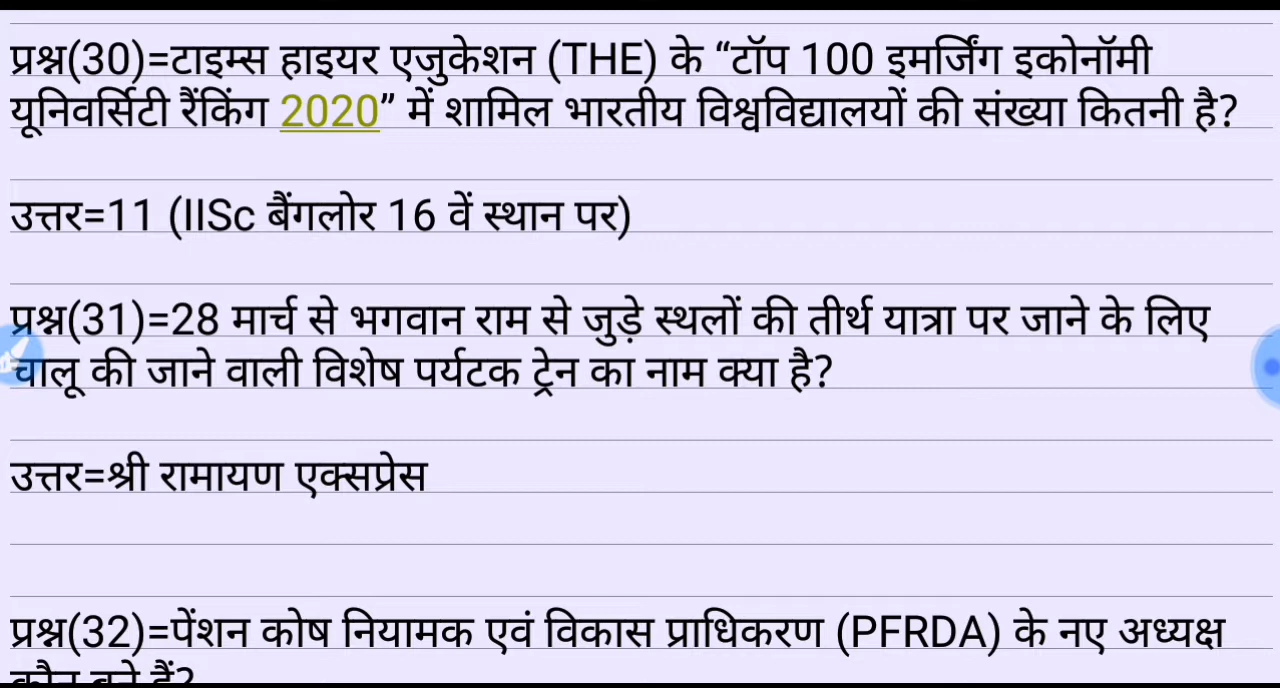 प्रश्न(30)=टाइम्स हाइयर एजुकेशन (THE) के “टॉप 100 इमर्जिंग इकोनॉमी
यूनिवर्सिटी रैंकिंग 2020” में शामिल भारतीय विश्वविद्यालयों की संख्या कितनी है?
उत्तर=11 (IISc बैंगलोर 16 वें स्थान पर)
प्रश्न(31)=28 मार्च से भगवान राम से जुड़े स्थलों की तीर्थ यात्रा पर जाने के लिए
चालू की जाने वाली विशेष पर्यटक ट्रेन का नाम क्या है?
उत्तर=श्री रामायण एक्सप्रेस
प्रश्न(32)=पेंशन कोष नियामक एवं विकास प्राधिकरण (PFRDA) के नए अध्यक्ष
कौन बने हैं?